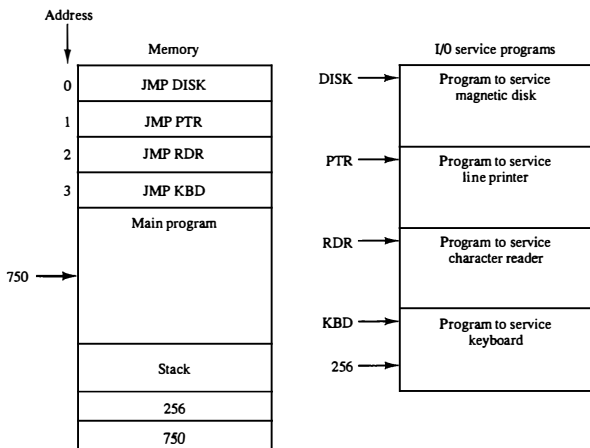 Address
Memory
0 JMP DISK
1 JMP PTR
2 JMP RDR
3 JMP KBD
Main program
750
Stack
256
750
I/0 service programs
DISK
Program to service
magnetic disk
PTR
Program to service
line printer
RDR
Program to service
character reader
KBD
Program to service
keyboard
256